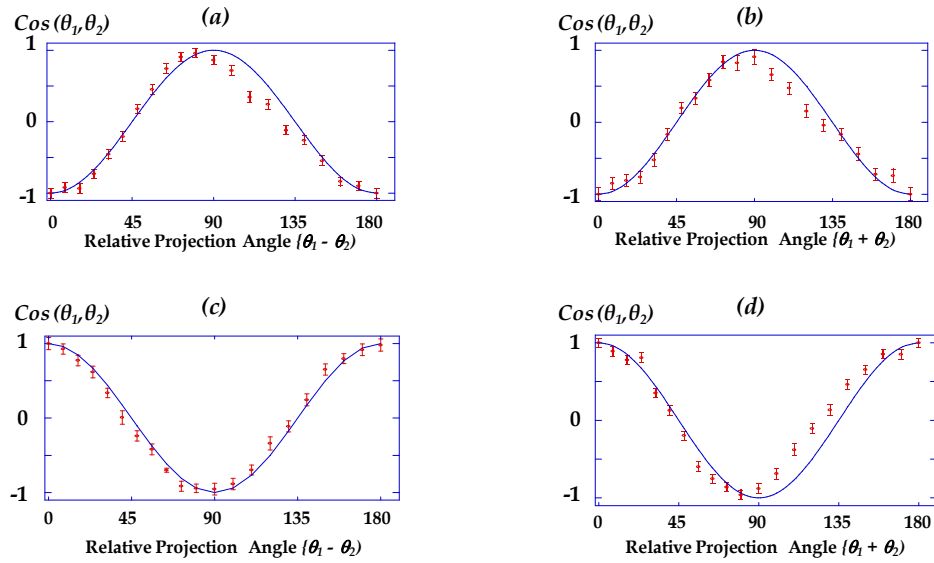 Cos (θ1,θ2) (a)
1
0
-1
0 45 90 135 180
Relative Projection Angle {θ1 - θ2)
(b)
Cos (θ1,θ2)
1
0
-1
0 45 90 135 180
Relative Projection Angle {θ1 + θ2)
Cos (θ1,θ2) (c)
1
0
-1
0 45 90 135 180
Relative Projection Angle {θ1 - θ2)
Cos (θ1,θ2) (d)
1
0
-1
0 45 90 135 180
Relative Projection Angle {θ1 + θ2)